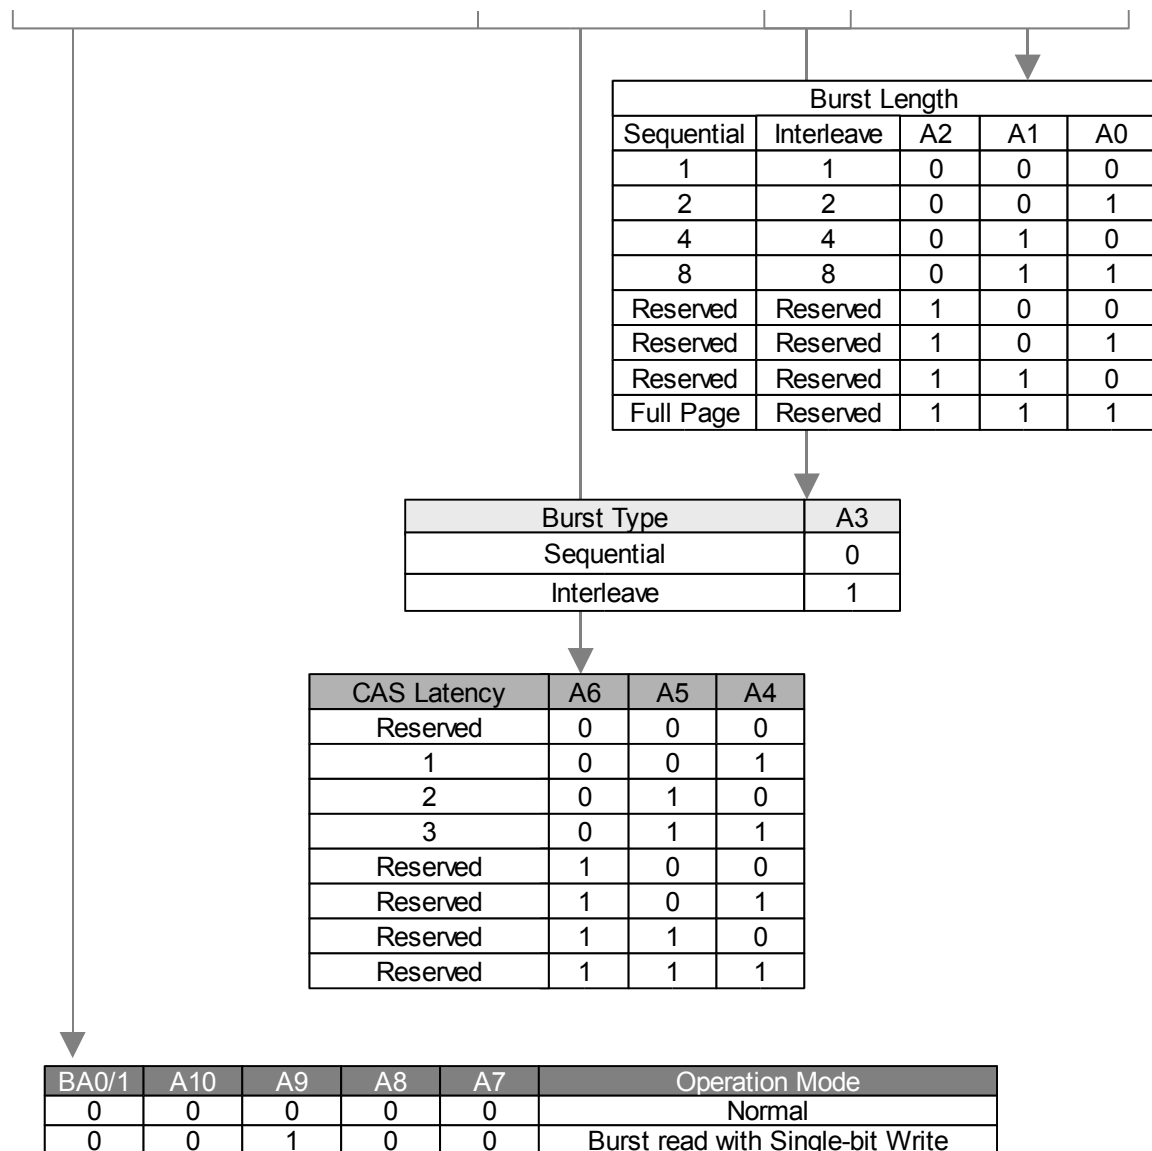 Burst Length
Sequential Interleave A2 A1 A0
1 1 0 0 0
2 2 0 0 1
4 4 0 1 0
8 8 0 1 1
Reserved Reserved 1 0 0
Reserved Reserved 1 0 1
Reserved Reserved 1 1 0
Full Page Reserved 1 1 1
Burst Type A3
Sequential 0
Interleave 1
CAS Latency A6 A5 A4
Reserved 0 0 0
1 0 0 1
2 0 1 0
3 0 1 1
Reserved 1 0 0
Reserved 1 0 1
Reserved 1 1 0
Reserved 1 1 1
BA0/1 A10 A9 A8 A7 Operation Mode
0 0 0 0 0 Normal
0 0 1 0 0 Burst read with Single-bit Write